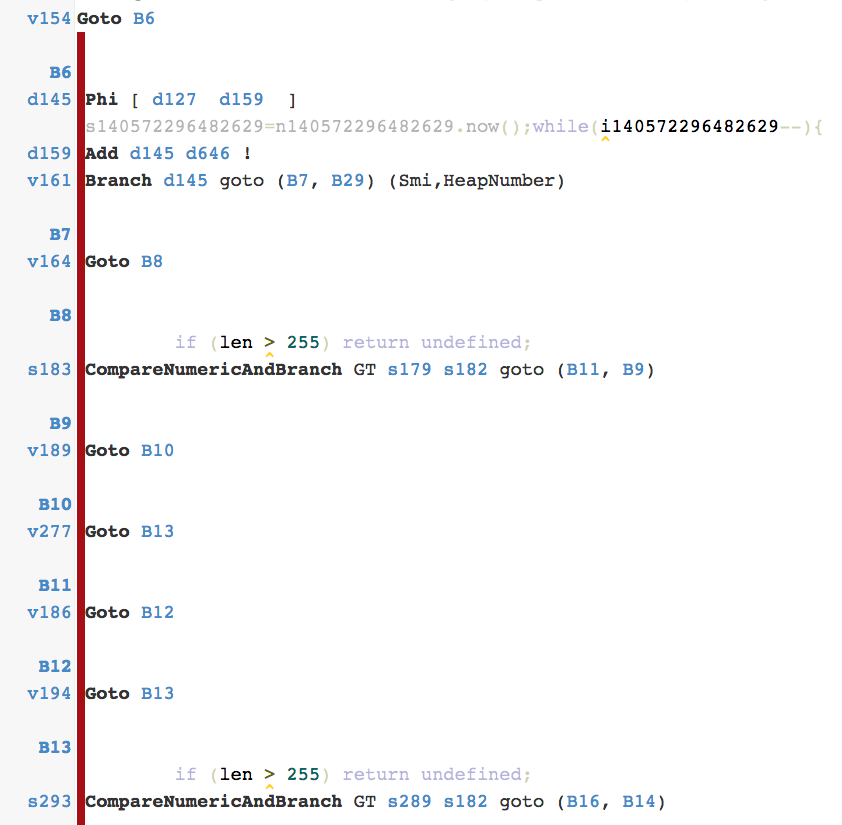 v154 Goto B6
B6
d145 Phi [ d127 d159 ]
s140572296482629=n140572296482629.now();while(i140572296482629--){
d159 Add d145 d646 !
v161 Branch d145 goto (B7, B29) (Smi,HeapNumber)
B7
v164 Goto B8
B8
if (len > 255) return undefined;
s183 CompareNumericAndBranch GT s179 s182 goto (B11, B9)
B9
v189 Goto B10
B10
v277 Goto B13
B11
v186 Goto B12
B12
v194 Goto B13
B13
if (len > 255) return undefined;
s293 CompareNumericAndBranch GT s289 s182 goto (B16, B14)